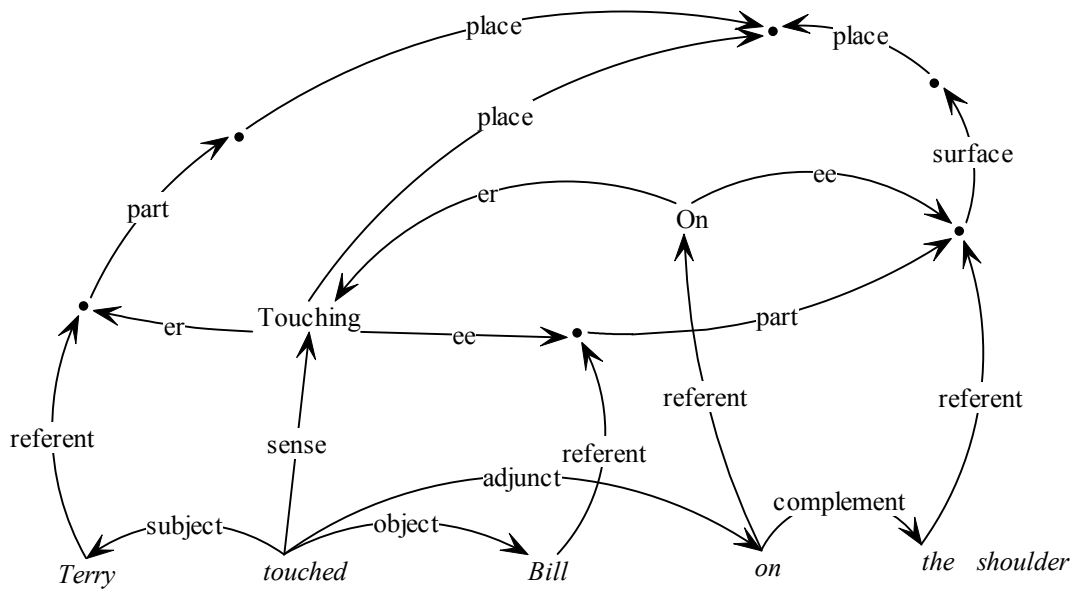 place
place
place
surface
part
er
ee
On
Touching
er
ee
part
referent
sense
referent
referent
referent
adjunct
subject
object
complement
Terry touched Bill on the shoulder